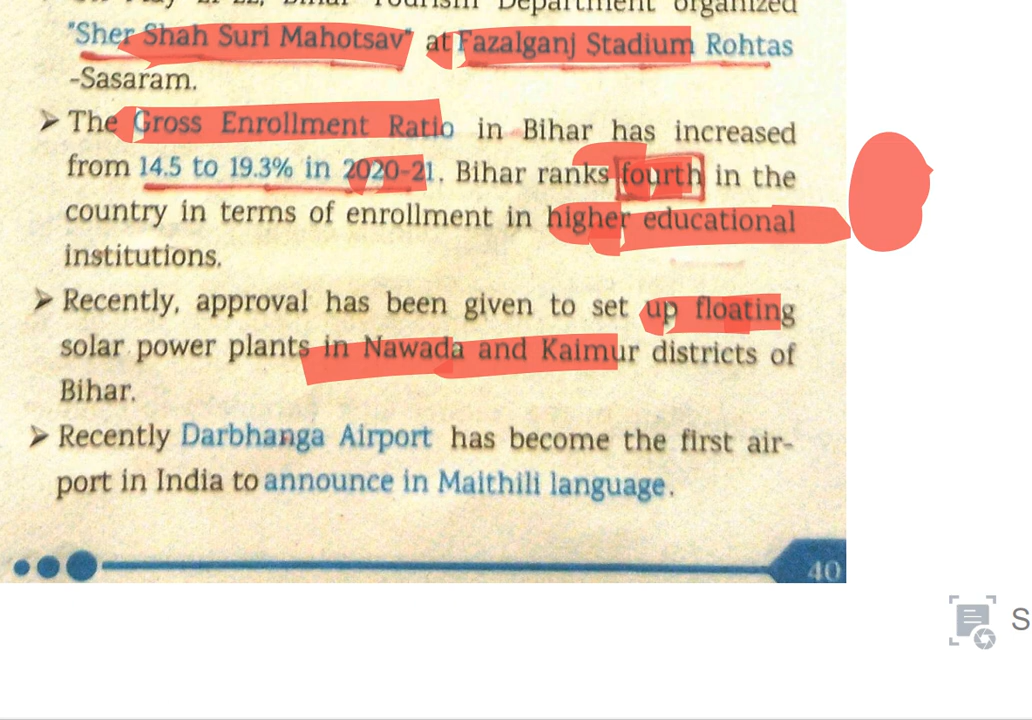 Bihar Tourism Department organized
"Sher Shah Suri Mahotsav" at Fazalganj Stadium Rohtas
-Sasaram.
➤ The Gross Enrollment Ratio in Bihar has increased
from 14.5 to 19.3% in 2020-21. Bihar ranks fourth in the
country in terms of enrollment in higher educational
institutions.
➤ Recently, approval has been given to set up floating
solar power plants in Nawada and Kaimur districts of
Bihar.
➤ Recently Darbhanga Airport has become the first air-
port in India to announce in Maithili language.
40
S